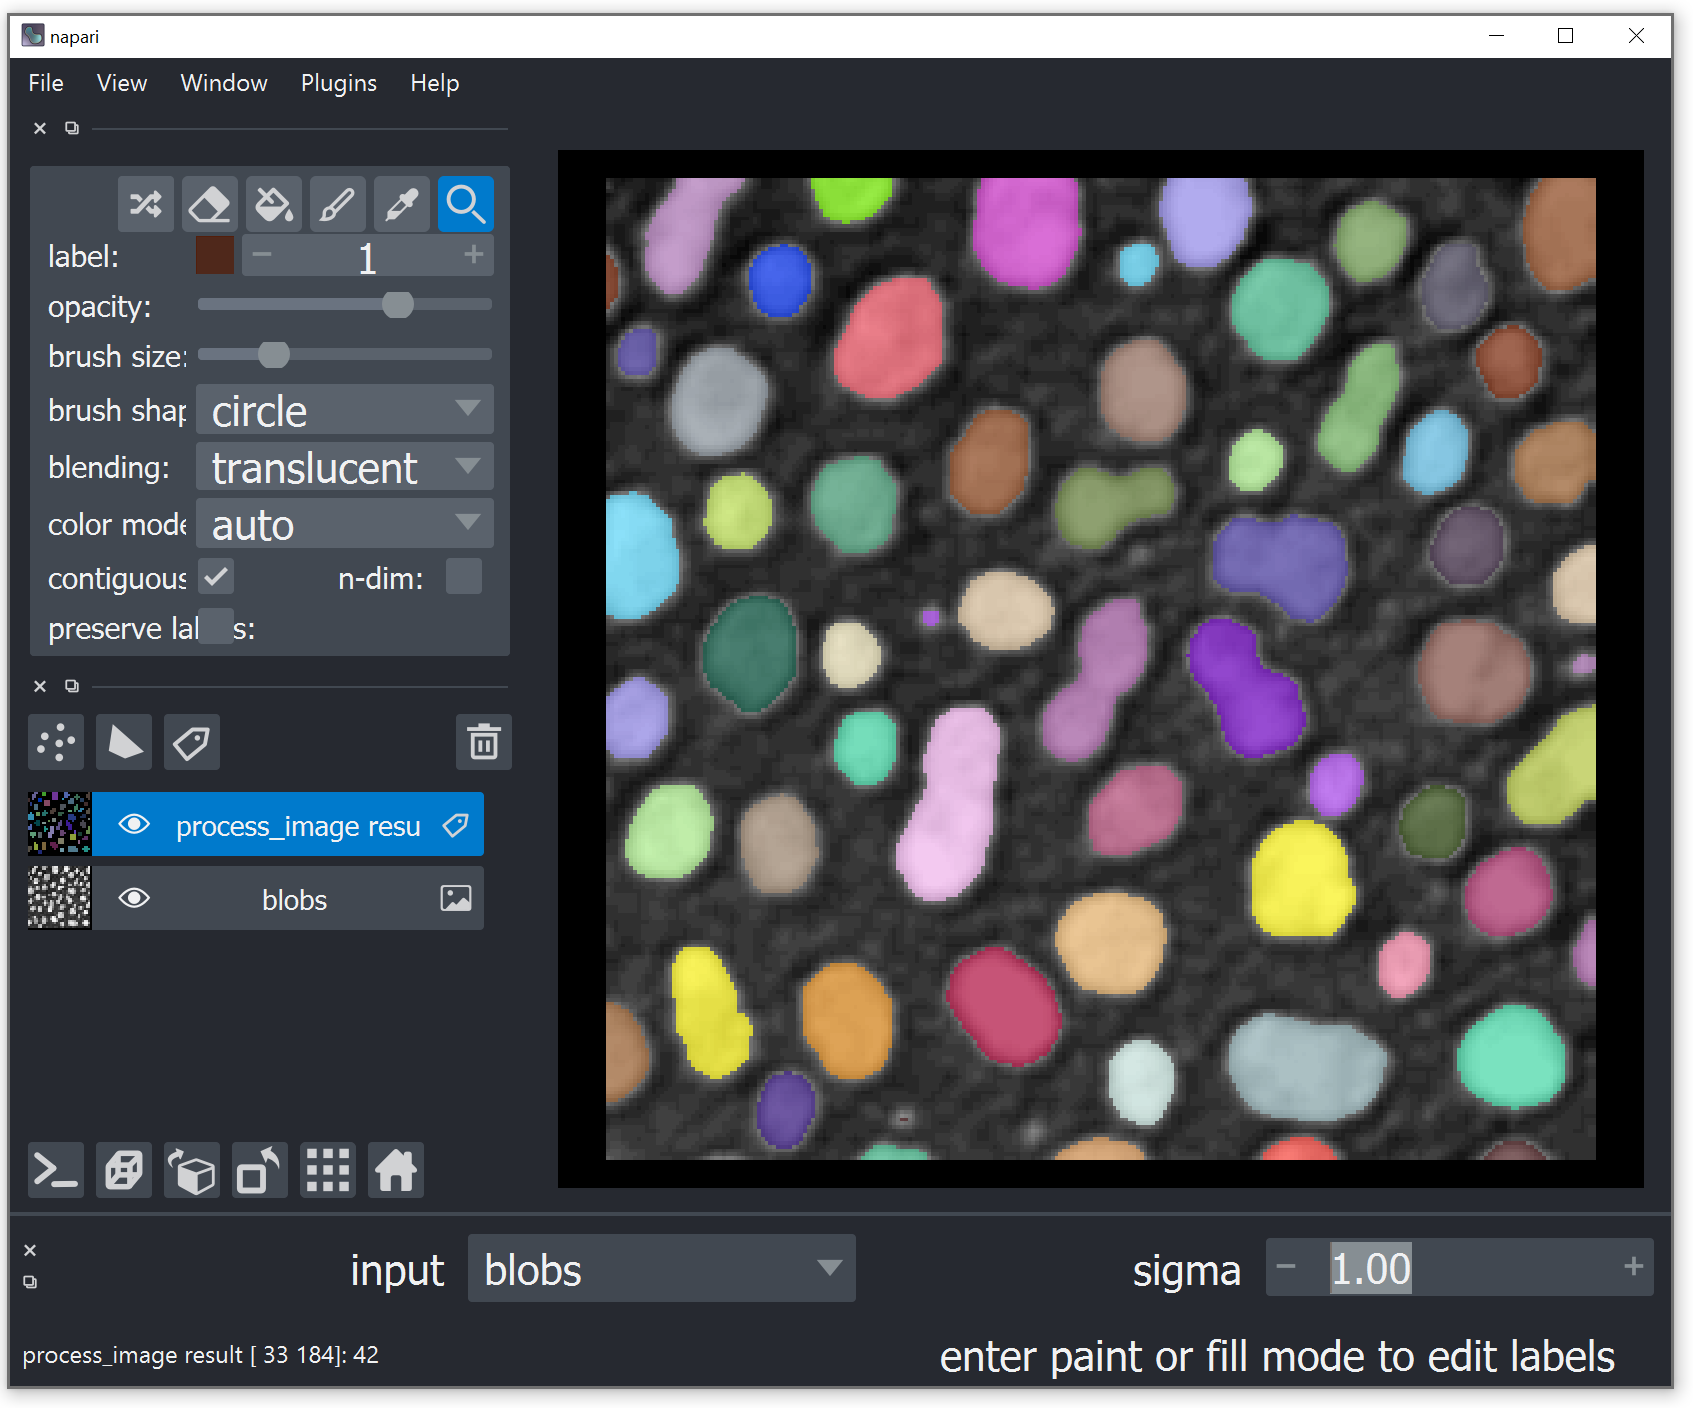 napari
File View Window Plugins Help
label: 1
opacity:
brush size:
brush shap circle
blending: translucent
color mode auto
contiguous n-dim:
preserve la s:
process_image resu
blobs
input blobs sigma 1.00
process_image result [ 33 184]: 42 enter paint or fill mode to edit labels